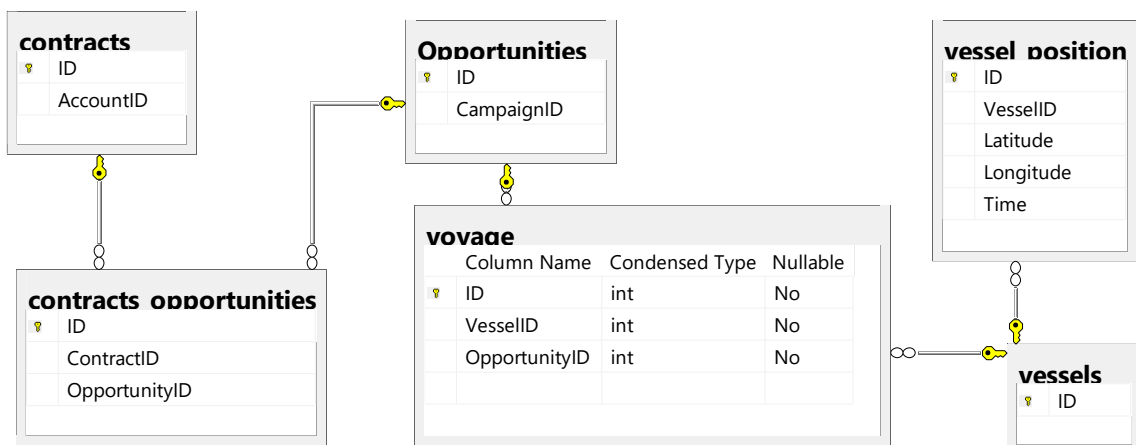 contracts
ID
AccountID
Opportunities
ID
CampaignID
vessel_position
ID
VesselID
Latitude
Longitude
Time
contracts_opportunities
ID
ContractID
OpportunityID
voyage
Column Name Condensed Type Nullable
ID int No
VesselID int No
OpportunityID int No
vessels
ID